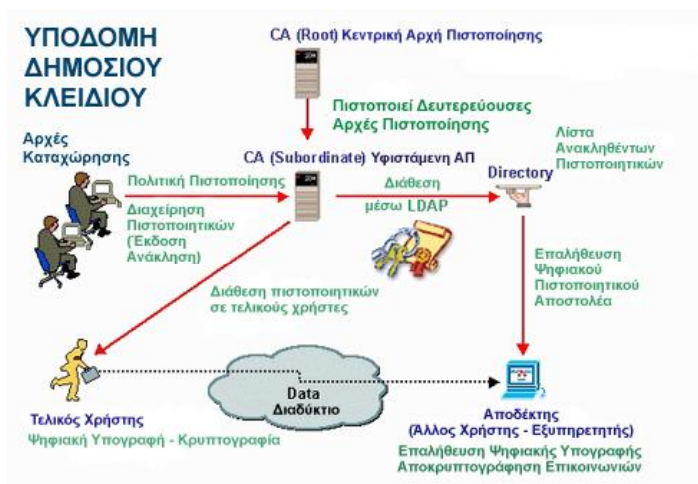 ΥΠΟΔΟΜΗ
ΔΗΜΟΣΙΟΥ
ΚΛΕΙΔΙΟΥ
CA (Root) Κεντρική Αρχή Πιστοποίησης
Πιστοποιεί Δευτερεύουσες
Αρχές Πιστοποίησης
Αρχές
Καταχώρησης
CA (Subordinate) Υφιστάμενη ΑΠ
Λίστα
Ανακληθέντων
Πιστοποιητικών
Directory
Πολιτική Πιστοποίησης
Διαχείρηση
Πιστοποιητικών
(Έκδοση
Ανάκληση)
Διάθεση
μέσω LDAP
Επαλήθευση
Ψηφιακού
Πιστοποιητικού
Αποστολέα
Διάθεση πιστοποιητικών
σε τελικούς χρήστες
Data
Διαδύκτιο
Τελικός Χρήστης
Ψηφιακή Υπογραφή - Κρυπτογραφία
Αποδέκτης
(Άλλος Χρήστης - Εξυπηρετητής)
Επαλήθευση Ψηφιακής Υπογραφής
Αποκρυπτογράφηση Επικοινωνιών